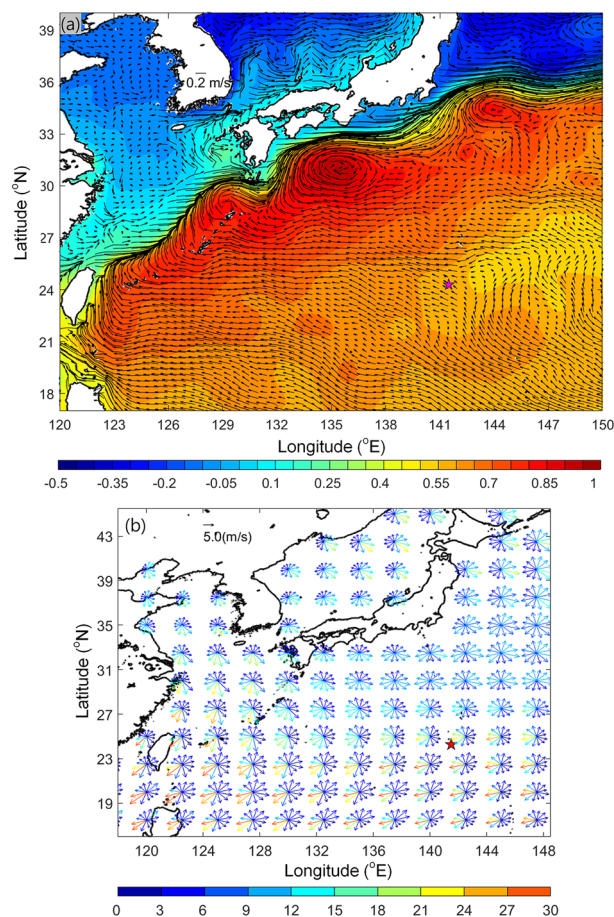 (a)
0.2 m/s
39
36
33
30
27
24
21
18
Latitude (°N)
120 123 126 129 132 135 138 141 144 147 150
Longitude (°E)
-0.5 -0.35 -0.2 -0.05 0.1 0.25 0.4 0.55 0.7 0.85 1
(b)
5.0(m/s)
43
39
35
31
27
23
19
Latitude (°N)
120 124 128 132 136 140 144 148
Longitude (°E)
0 3 6 9 12 15 18 21 24 27 30